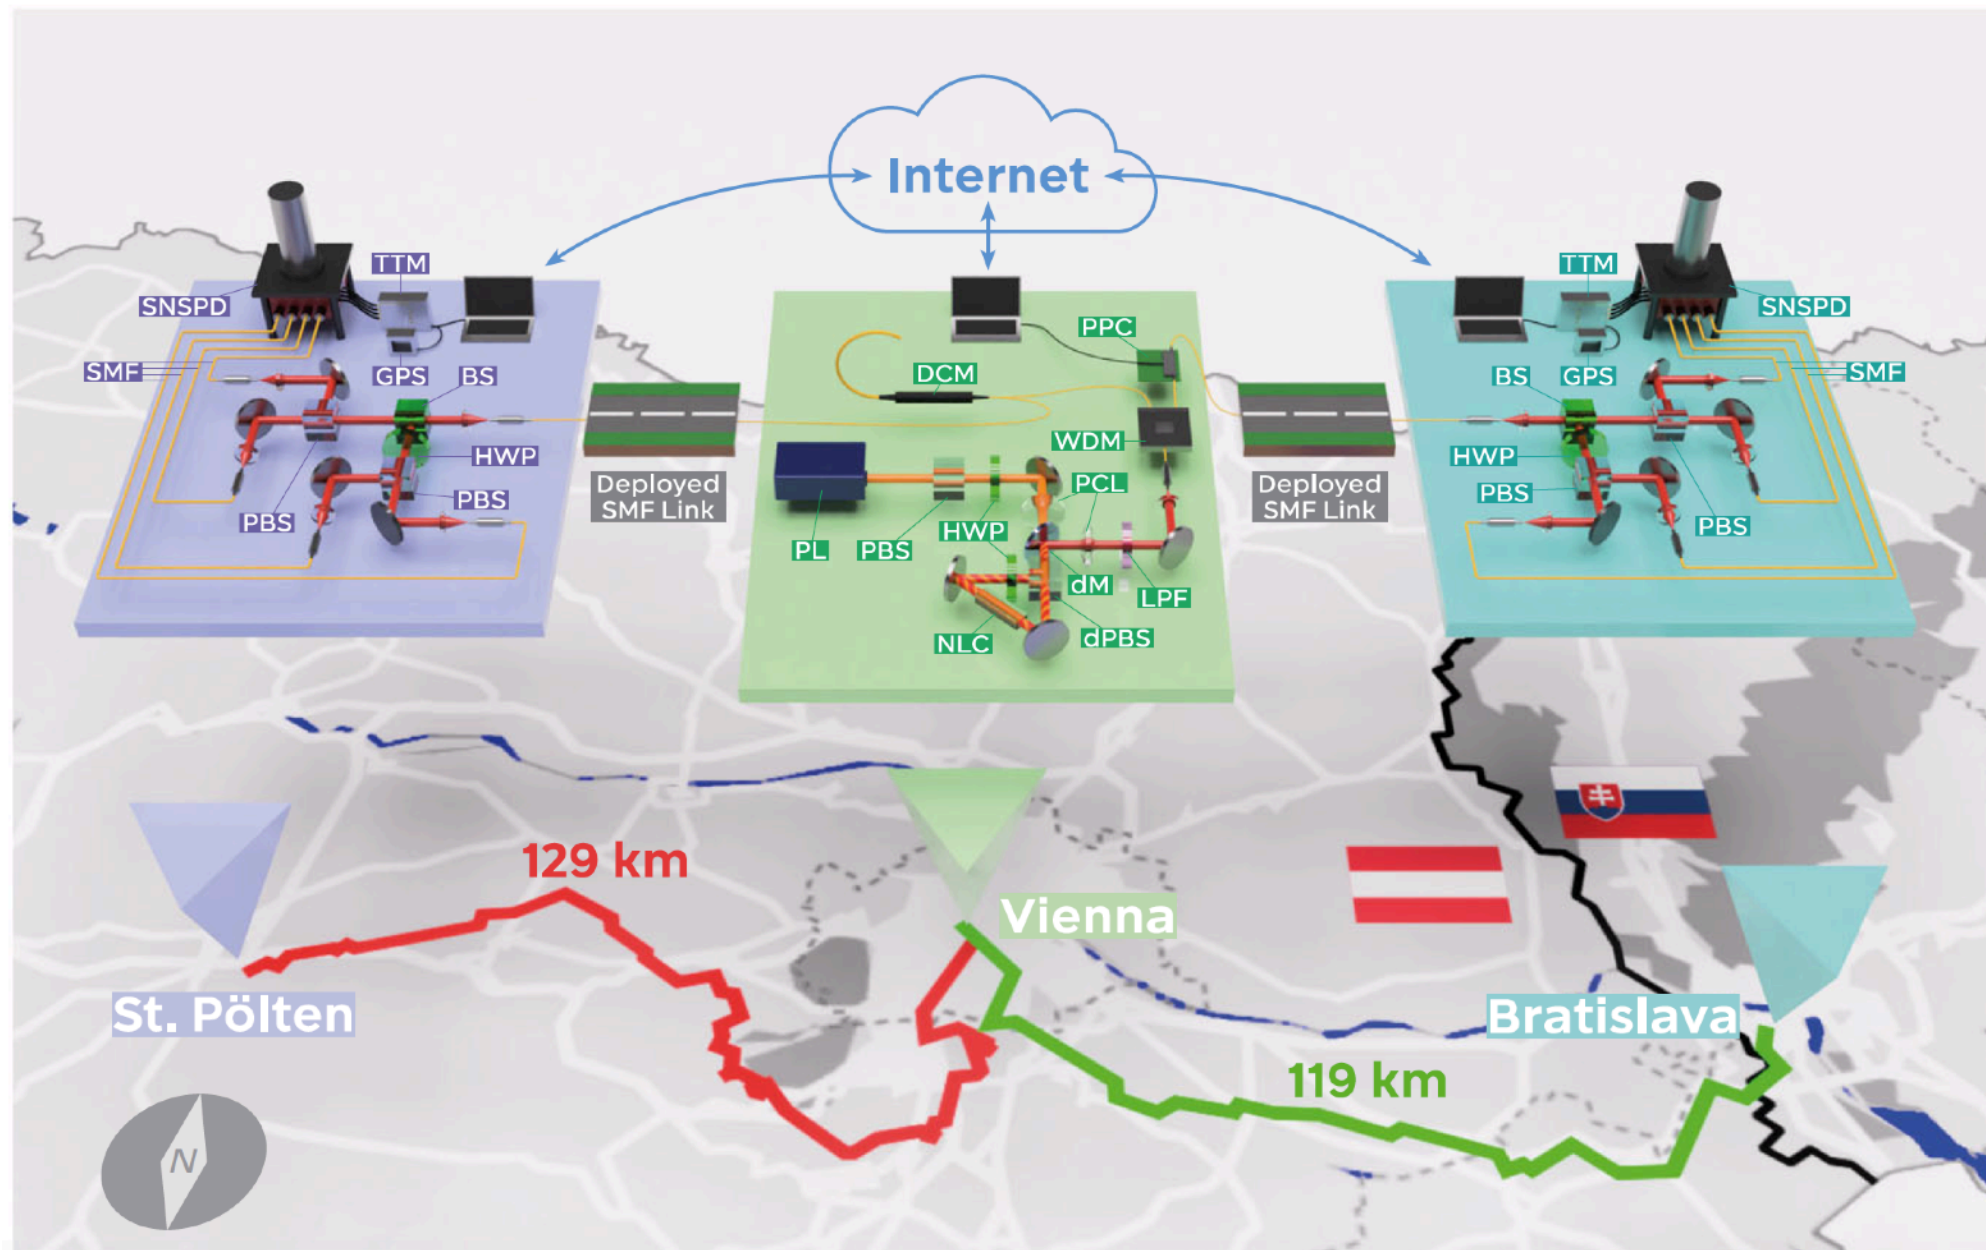 Internet
TTM
SNSPD
SMF
GPS
BS
HWP
PBS
PBS
Deployed
SMF Link
PPC
DCM
WDM
PCL
PL
PBS
HWP
dM
LPF
NLC
dPBS
Deployed
SMF Link
TTM
SNSPD
BS
GPS
SMF
HWP
PBS
PBS
129 km
Vienna
St. Pölten
Bratislava
119 km
N